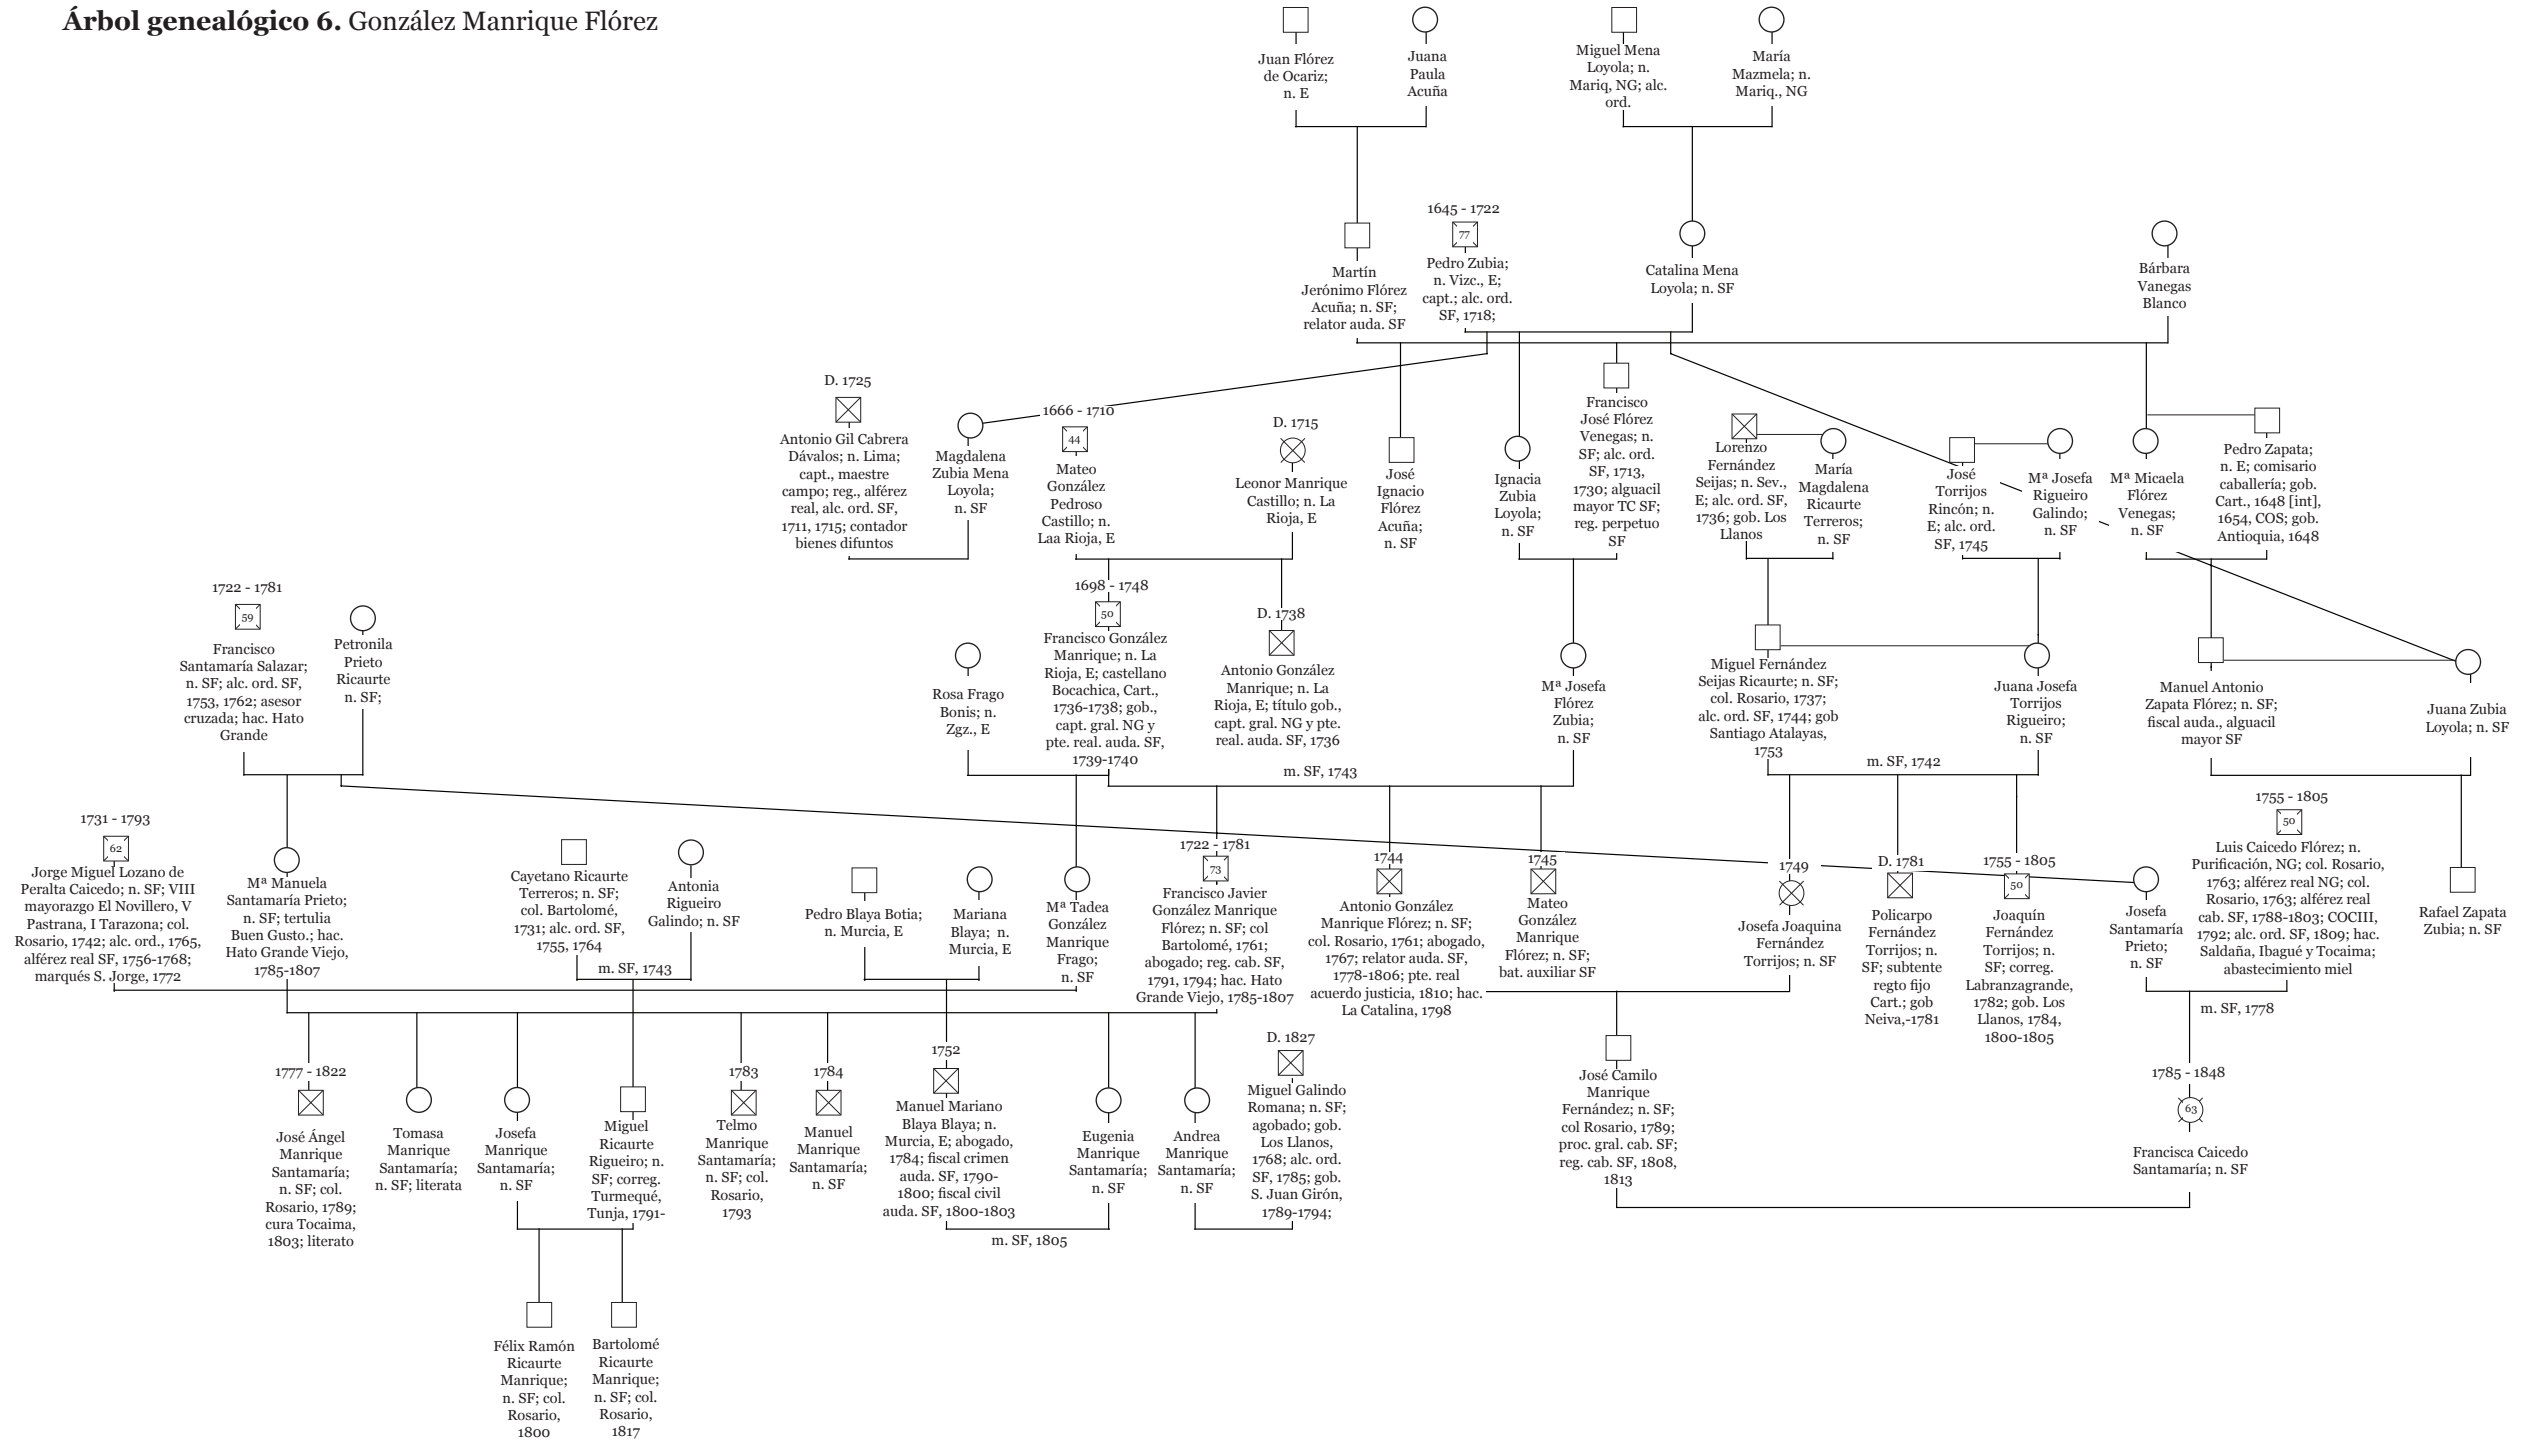 Árbol genealógico 6. González Manrique Flórez
Juan Flórez
de Ocariz;
n. E
Juana
Paula
Acuña
Miguel Mena
Loyola; n.
Mariq, NG; alc.
ord.
María
Mazmela; n.
Mariq., NG
Martín
Jerónimo Flórez
Acuña; n. SF;
relator auda. SF
1645 - 1722
77
Pedro Zubia;
n. Vizc., E;
capt.; alc. ord.
SF, 1718;
Catalina Mena
Loyola; n. SF
Bárbara
Vanegas
Blanco
D. 1725
Antonio Gil Cabrera
Dávalos; n. Lima;
capt., maestre
campo; reg., alférez
real, alc. ord. SF,
1711, 1715; contador
bienes difuntos
Magdalena
Zubia Mena
Loyola;
n. SF
1666 - 1710
44
Mateo
González
Pedroso
Castillo; n.
Laa Rioja, E
D. 1715
Leonor Manrique
Castillo; n. La
Rioja, E
José
Ignacio
Flórez
Acuña;
n. SF
Ignacia
Zubia
Loyola;
n. SF
Francisco
José Flórez
Venegas; n.
SF; alc. ord.
SF, 1713,
1730; alguacil
mayor TC SF;
reg. perpetuo
SF
Lorenzo
Fernández
Seijas; n. Sev.,
E; alc. ord. SF,
1736; gob. Los
Llanos
María
Magdalena
Ricaurte
Terreros;
n. SF
José
Torrijos
Rincón; n.
E; alc. ord.
SF, 1745
Mª Josefa
Rigueiro
Galindo;
n. SF
Mª Micaela
Flórez
Venegas;
n. SF
Pedro Zapata;
n. E; comisario
caballería; gob.
Cart., 1648 [int],
1654, COS; gob.
Antioquia, 1648
1722 - 1781
59
Francisco
Santamaría Salazar;
n. SF; alc. ord. SF,
1753, 1762; asesor
cruzada; hac. Hato
Grande
Petronila
Prieto
Ricaurte
n. SF;
Rosa Frago
Bonis; n.
Zgz., E
1698 - 1748
50
Francisco González
Manrique; n. La
Rioja, E; castellano
Bocachica, Cart.,
1736-1738; gob.,
capt. gral. NG y
pte. real. auda. SF,
1739-1740
D. 1738
Antonio González
Manrique; n. La
Rioja, E; título gob.,
capt. gral. NG y pte.
real. auda. SF, 1736
m. SF, 1743
Mª Josefa
Flórez
Zubia;
n. SF
Miguel Fernández
Seijas Ricaurte; n. SF;
col. Rosario, 1737;
alc. ord. SF, 1744; gob
Santiago Atalayas,
1753
m. SF, 1742
Juana Josefa
Torrijos
Rigueiro;
n. SF
Manuel Antonio
Zapata Flórez; n. SF;
fiscal auda., alguacil
mayor SF
Juana Zubia
Loyola; n. SF
1731 - 1793
62
Jorge Miguel Lozano de
Peralta Caicedo; n. SF; VIII
mayorazgo El Novillero, V
Pastrana, I Tarazona; col.
Rosario, 1742; alc. ord., 1765,
alférez real SF, 1756-1768;
marqués S. Jorge, 1772
Mª Manuela
Santamaría Prieto;
n. SF; tertulia
Buen Gusto.; hac.
Hato Grande Viejo,
1785-1807
Cayetano Ricaurte
Terreros; n. SF;
col. Bartolomé,
1731; alc. ord. SF,
1755, 1764
m. SF, 1743
Antonia
Rigueiro
Galindo; n. SF
Pedro Blaya Botia;
n. Murcia, E
Mariana
Blaya; n.
Murcia, E
Mª Tadea
González
Manrique
Frago;
n. SF
1722 - 1781
73
Francisco Javier
González Manrique
Flórez; n. SF; col
Bartolomé, 1761;
abogado; reg. cab. SF,
1791, 1794; hac. Hato
Grande Viejo, 1785-1807
1744
Antonio González
Manrique Flórez; n. SF;
col. Rosario, 1761; abogado,
1767; relator auda. SF,
1778-1806; pte. real
acuerdo justicia, 1810; hac.
La Catalina, 1798
1745
Mateo
González
Manrique
Flórez; n. SF;
bat. auxiliar SF
1749
Josefa Joaquina
Fernández
Torrijos; n. SF
D. 1781
Policarpo
Fernández
Torrijos; n.
SF; subtente
regto fijo
Cart.; gob
Neiva,-1781
1755 - 1805
50
Joaquín
Fernández
Torrijos; n.
SF; correg.
Labranzagrande,
1782; gob. Los
Llanos, 1784,
1800-1805
Josefa
Santamaría
Prieto;
n. SF
1755 - 1805
50
Luis Caicedo Flórez; n.
Purificación, NG; col. Rosario,
1763; alférez real NG; col.
Rosario, 1763; alférez real
cab. SF, 1788-1803; COCIII,
1792; alc. ord. SF, 1809; hac.
Saldaña, Ibagué y Tocaima;
abastecimiento miel
m. SF, 1778
Rafael Zapata
Zubia; n. SF
1777 - 1822
José Ángel
Manrique
Santamaría;
n. SF; col.
Rosario, 1789;
cura Tocaima,
1803; literato
Tomasa
Manrique
Santamaría;
n. SF; literata
Josefa
Manrique
Santamaría;
n. SF
Miguel
Ricaurte
Rigueiro; n.
SF; correg.
Turmequé,
Tunja, 1791-
1783
Telmo
Manrique
Santamaría;
n. SF; col.
Rosario,
1793
1784
Manuel
Manrique
Santamaría;
n. SF
1752
Manuel Mariano
Blaya Blaya; n.
Murcia, E; abogado,
1784; fiscal crimen
auda. SF, 1790-
1800; fiscal civil
auda. SF, 1800-1803
m. SF, 1805
Eugenia
Manrique
Santamaría;
n. SF
Andrea
Manrique
Santamaría;
n. SF
D. 1827
Miguel Galindo
Romana; n. SF;
agobado; gob.
Los Llanos,
1768; alc. ord.
SF, 1785; gob.
S. Juan Girón,
1789-1794;
José Camilo
Manrique
Fernández; n. SF;
col Rosario, 1789;
proc. gral. cab. SF;
reg. cab. SF, 1808,
1813
1785 - 1848
63
Francisca Caicedo
Santamaría; n. SF
Félix Ramón
Ricaurte
Manrique;
n. SF; col.
Rosario,
1800
Bartolomé
Ricaurte
Manrique;
n. SF; col.
Rosario,
1817